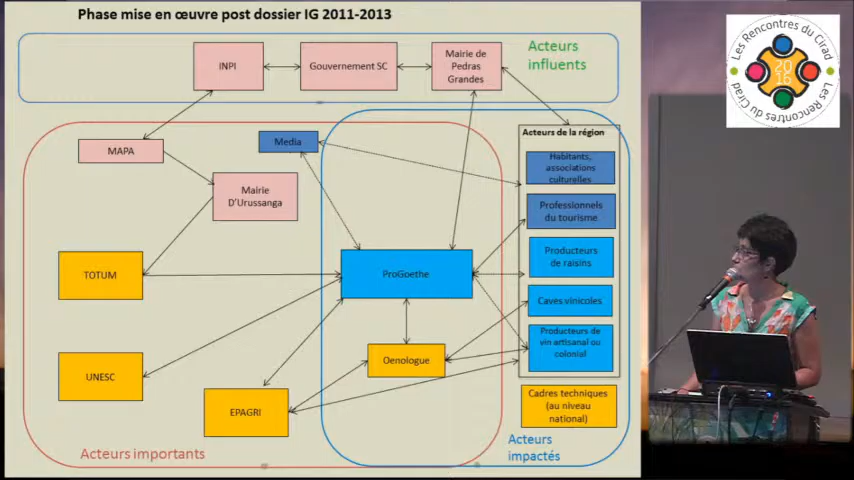 Phase mise en œuvre post dossier IG 2011-2013
INPI
Gouvernement SC
Mairie de
Pedras
Grandes
Acteurs
influents
MAPA
Media
Mairie
D'Urussanga
Acteurs de la région
Habitants,
associations
culturelles
Professionnels
du tourisme
Producteurs
de raisins
Caves vinicoles
Producteurs de
vin artisanal ou
colonial
TOTUM
ProGoethe
UNESC
Oenologue
EPAGRI
Cadres techniques
(au niveau
national)
Acteurs importants
Acteurs
impactés
Les Rencontres du Cirad
2015
Les Rencontres du Cirad